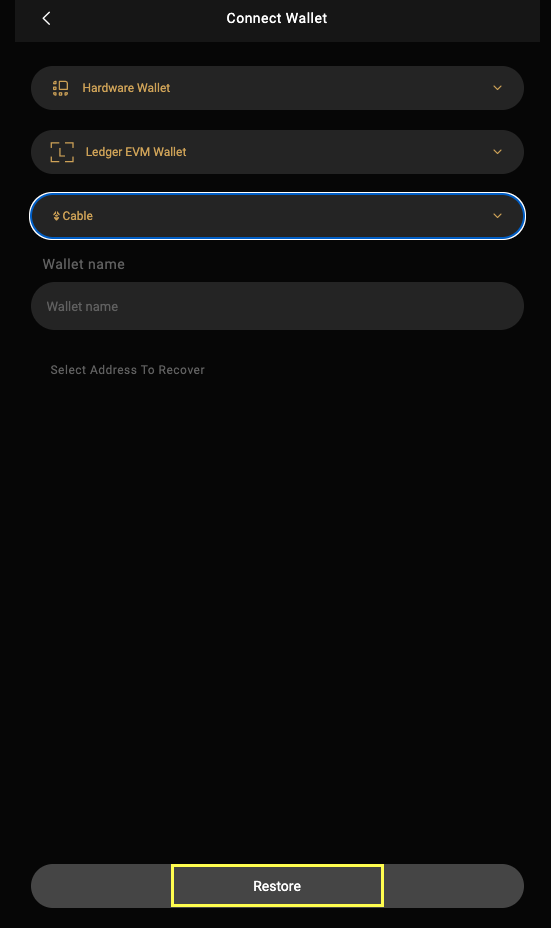 Connect Wallet
Hardware Wallet
L Ledger EVM Wallet
Cable
Wallet name
Wallet name
Select Address To Recover
Restore